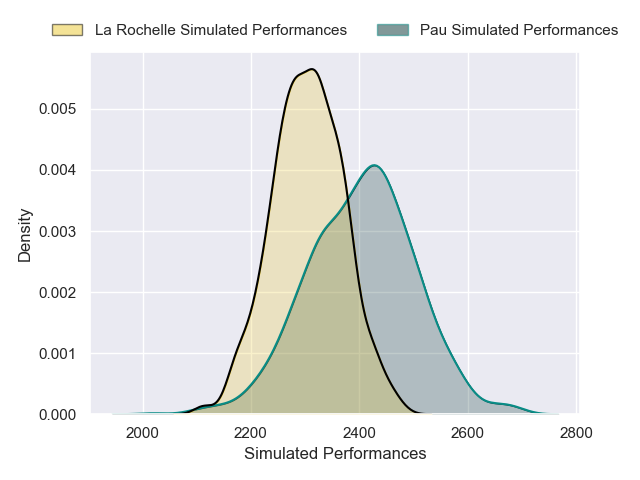 La Rochelle Simulated Performances Pau Simulated Performances
0.005
0.004
0.003
0.002
0.001
0.000
Density
2000 2200 2400 2600 2800
Simulated Performances